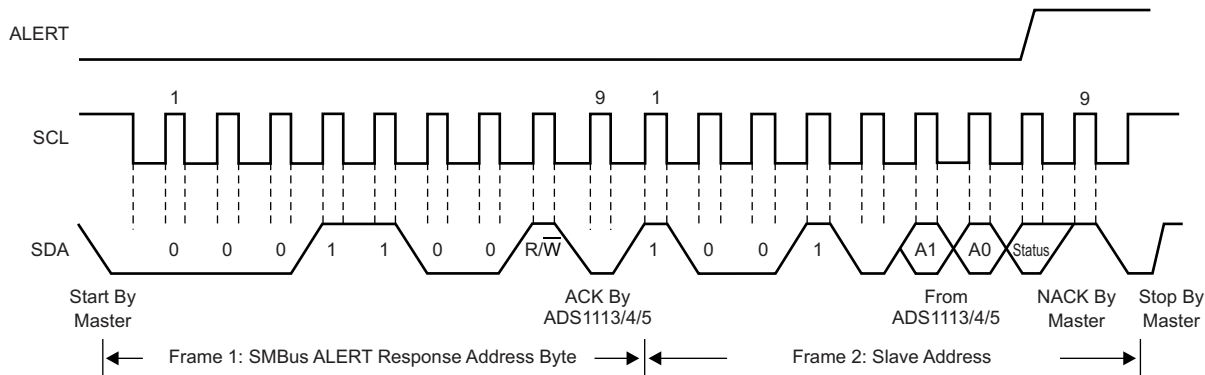 ALERT
1 9 1 9
SCL
SDA 0 0 0 1 1 0 0 R/W 1 0 0 1 A1 A0 Status
Start By Master
ACK By ADS1113/4/5
From ADS1113/4/5
NACK By Master
Stop By Master
Frame 1: SMBus ALERT Response Address Byte
Frame 2: Slave Address